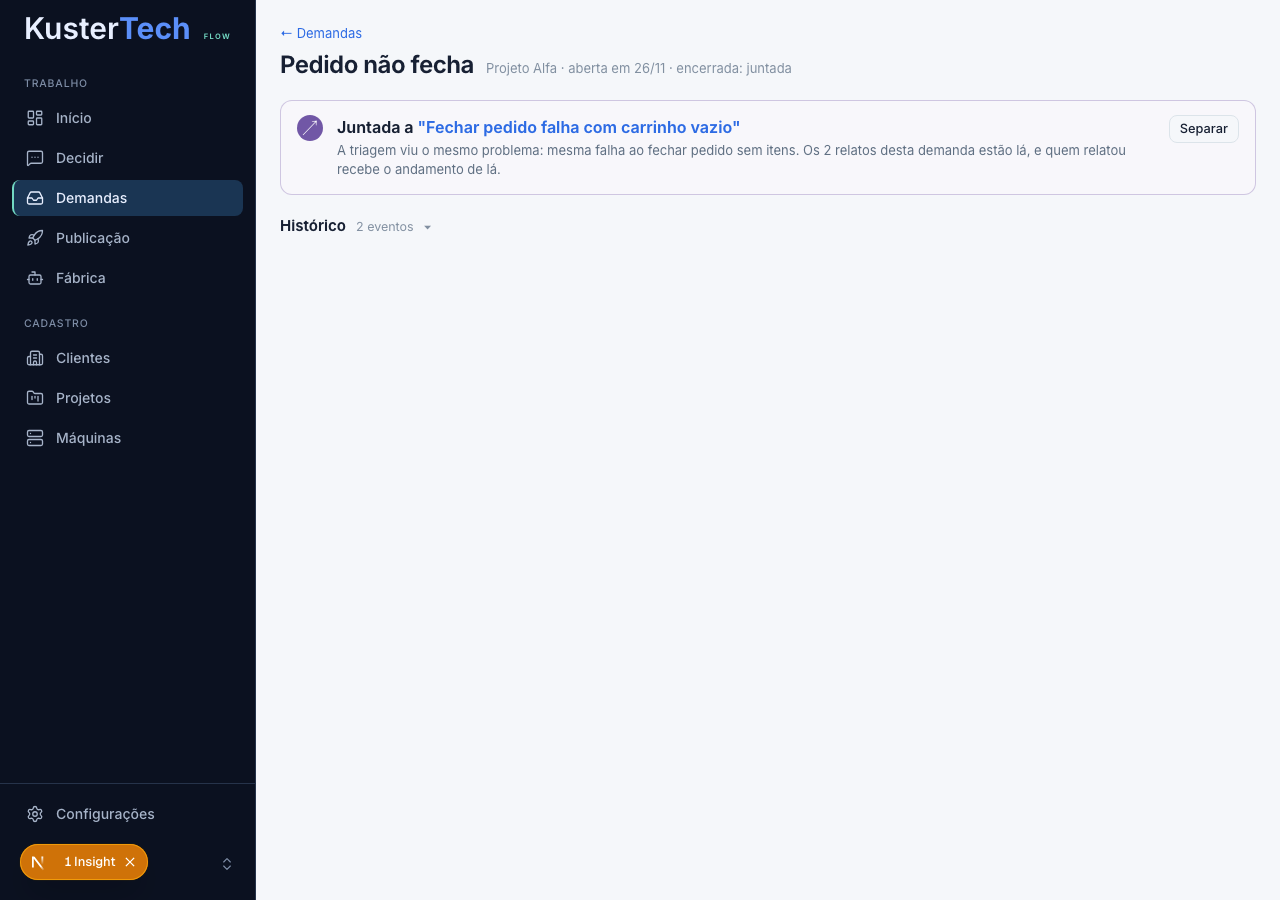 KusterTech FLOW
TRABALHO
Início
Decidir
Demandas
Publicação
Fábrica
CADASTRO
Clientes
Projetos
Máquinas
Configurações
1 Insight
← Demandas
Pedido não fecha Projeto Alfa · aberta em 26/11 · encerrada: juntada
Juntada a "Fechar pedido falha com carrinho vazio"
A triagem viu o mesmo problema: mesma falha ao fechar pedido sem itens. Os 2 relatos desta demanda estão lá, e quem relatou
recebe o andamento de lá.
Separar
Histórico 2 eventos